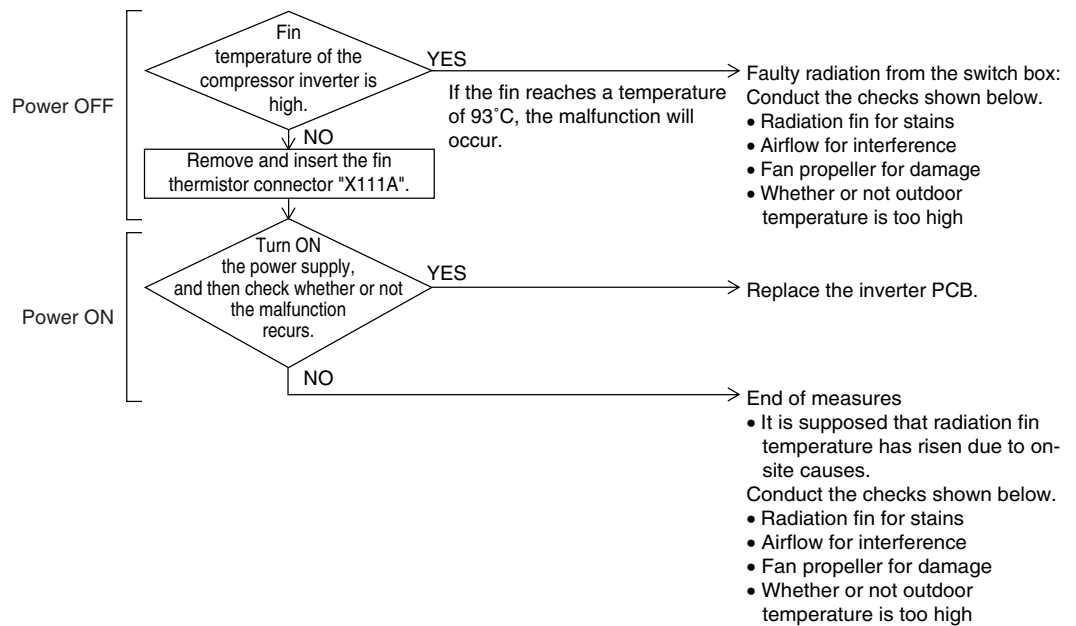 Fin
temperature of the
compressor inverter is
high.
YES
If the fin reaches a temperature
of 93˚C, the malfunction will
occur.
Faulty radiation from the switch box:
Conduct the checks shown below.
• Radiation fin for stains
• Airflow for interference
• Fan propeller for damage
• Whether or not outdoor
temperature is too high
Power OFF
NO
Remove and insert the fin
thermistor connector "X111A".
Turn ON
the power supply,
and then check whether or not
the malfunction
recurs.
YES
Replace the inverter PCB.
Power ON
NO
End of measures
• It is supposed that radiation fin
temperature has risen due to on-
site causes.
Conduct the checks shown below.
• Radiation fin for stains
• Airflow for interference
• Fan propeller for damage
• Whether or not outdoor
temperature is too high